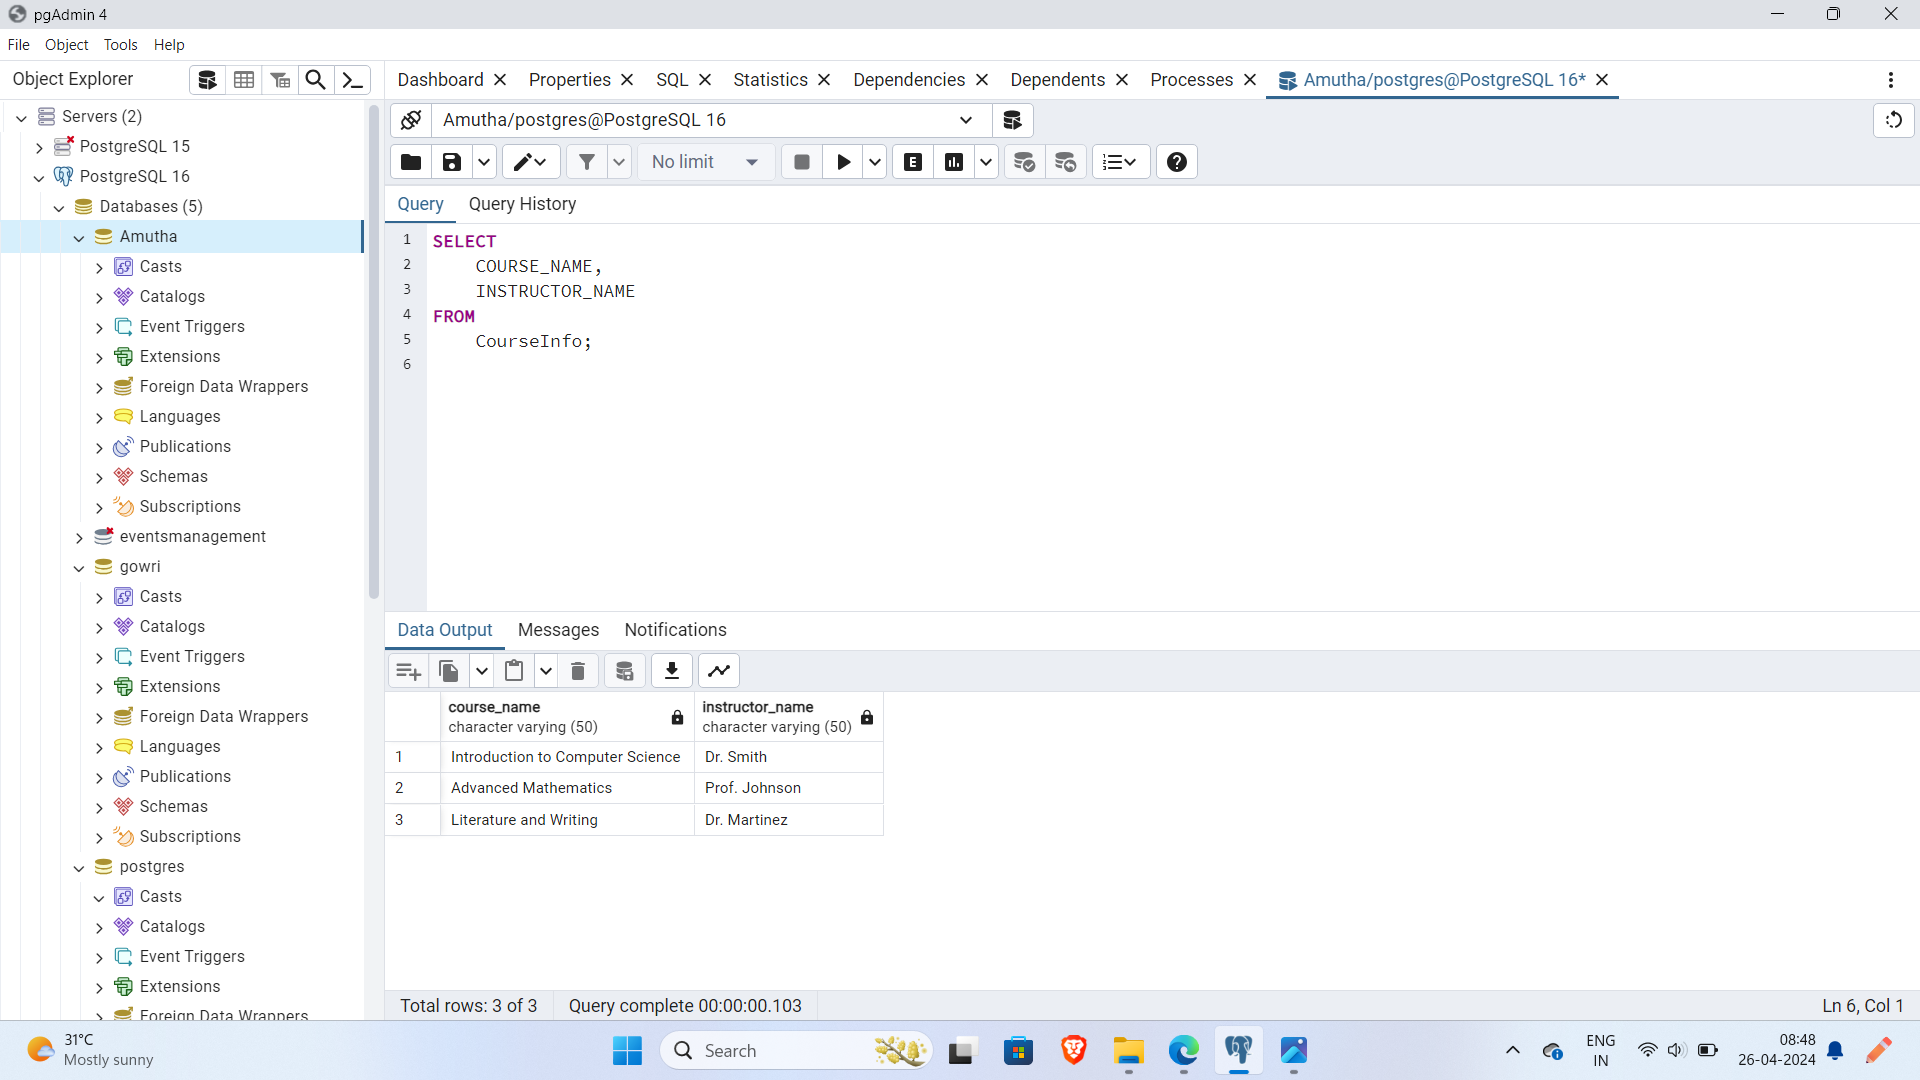 pgAdmin 4
File Object Tools Help
Object Explorer
Dashboard Properties SQL Statistics Dependencies Dependents Processes Amutha/postgres@PostgreSQL 16*
Servers (2)
PostgreSQL 15
PostgreSQL 16
Databases (5)
Amutha
Casts
Catalogs
Event Triggers
Extensions
Foreign Data Wrappers
Languages
Publications
Schemas
Subscriptions
eventsmanagement
gowri
Casts
Catalogs
Event Triggers
Extensions
Foreign Data Wrappers
Languages
Publications
Schemas
Subscriptions
postgres
Casts
Catalogs
Event Triggers
Extensions
Foreign Data Wrappers
Amutha/postgres@PostgreSQL 16
No limit
E
Query Query History
1 SELECT
2 COURSE_NAME,
3 INSTRUCTOR_NAME
4 FROM
5 CourseInfo;
6
Data Output Messages Notifications
course_name instructor_name
character varying (50) character varying (50)
1 Introduction to Computer Science Dr. Smith
2 Advanced Mathematics Prof. Johnson
3 Literature and Writing Dr. Martinez
Total rows: 3 of 3 Query complete 00:00:00.103 Ln 6, Col 1
31°C
Mostly sunny
Search
ENG
IN
08:48
26-04-2024